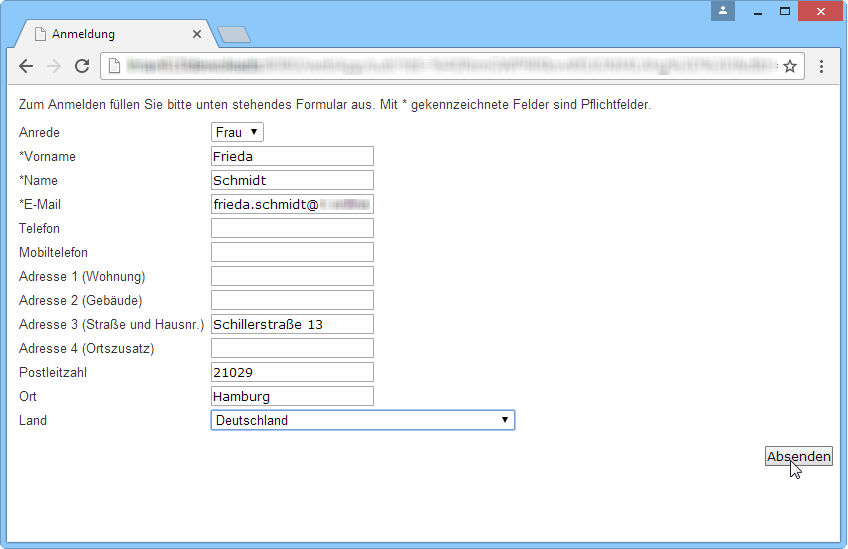 Anmeldung
Zum Anmelden füllen Sie bitte unten stehendes Formular aus. Mit * gekennzeichnete Felder sind Pflichtfelder.
Anrede Frau
*Vorname Frieda
*Name Schmidt
*E-Mail frieda.schmidt@
Telefon
Mobiltelefon
Adresse 1 (Wohnung)
Adresse 2 (Gebäude)
Adresse 3 (Straße und Hausnr.) Schillerstraße 13
Adresse 4 (Ortszusatz)
Postleitzahl 21029
Ort Hamburg
Land Deutschland
Absenden